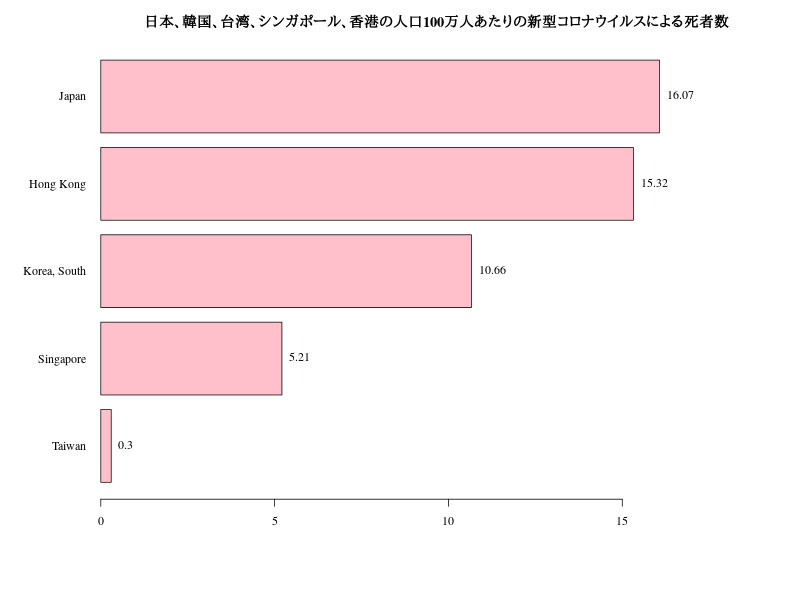 日本、韓国、台湾、シンガポール、香港の人口100万人あたりの新型コロナウイルスによる死者数
Japan 16.07
Hong Kong 15.32
Korea, South 10.66
Singapore 5.21
Taiwan 0.3
0 5 10 15